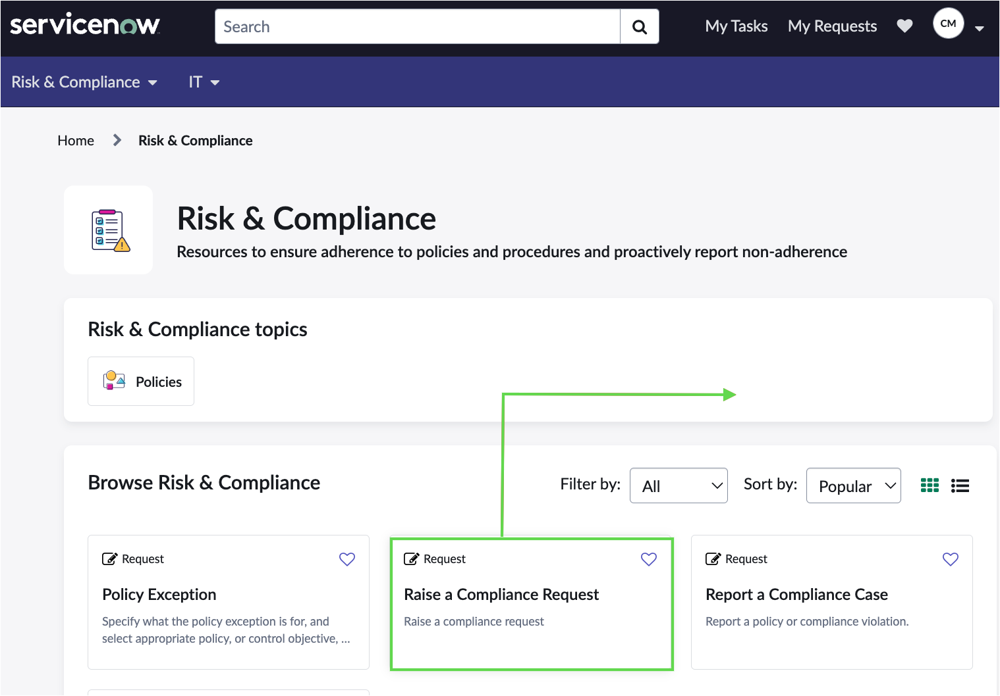 servicenow
Search
My Tasks
My Requests
CM
Risk & Compliance
IT
Home
Risk & Compliance
Risk & Compliance
Resources to ensure adherence to policies and procedures and proactively report non-adherence
Risk & Compliance topics
Policies
Browse Risk & Compliance
Filter by:
All
Sort by:
Popular
Request
Policy Exception
Specify what the policy exception is for, and
select appropriate policy, or control objective, ...
Request
Raise a Compliance Request
Raise a compliance request
Request
Report a Compliance Case
Report a policy or compliance violation.